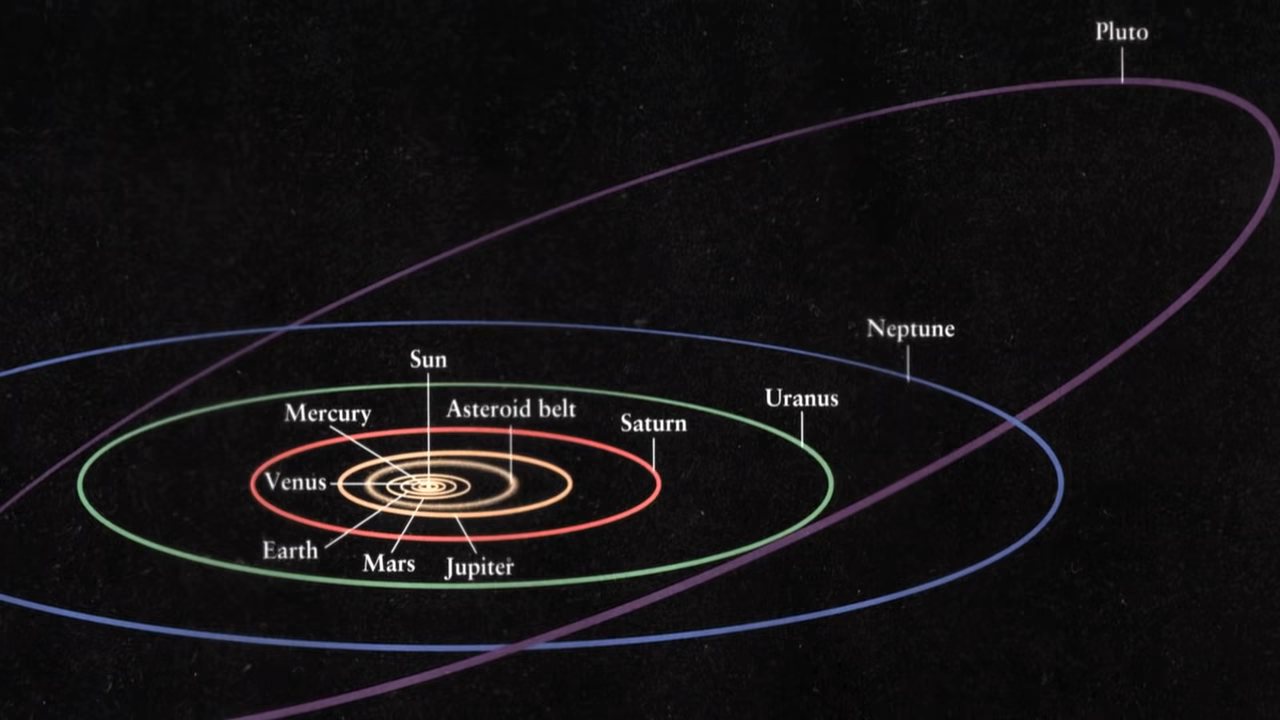 Pluto
Neptune
Sun
Uranus
Mercury
Asteroid belt
Saturn
Venus
Earth
Mars
Jupiter